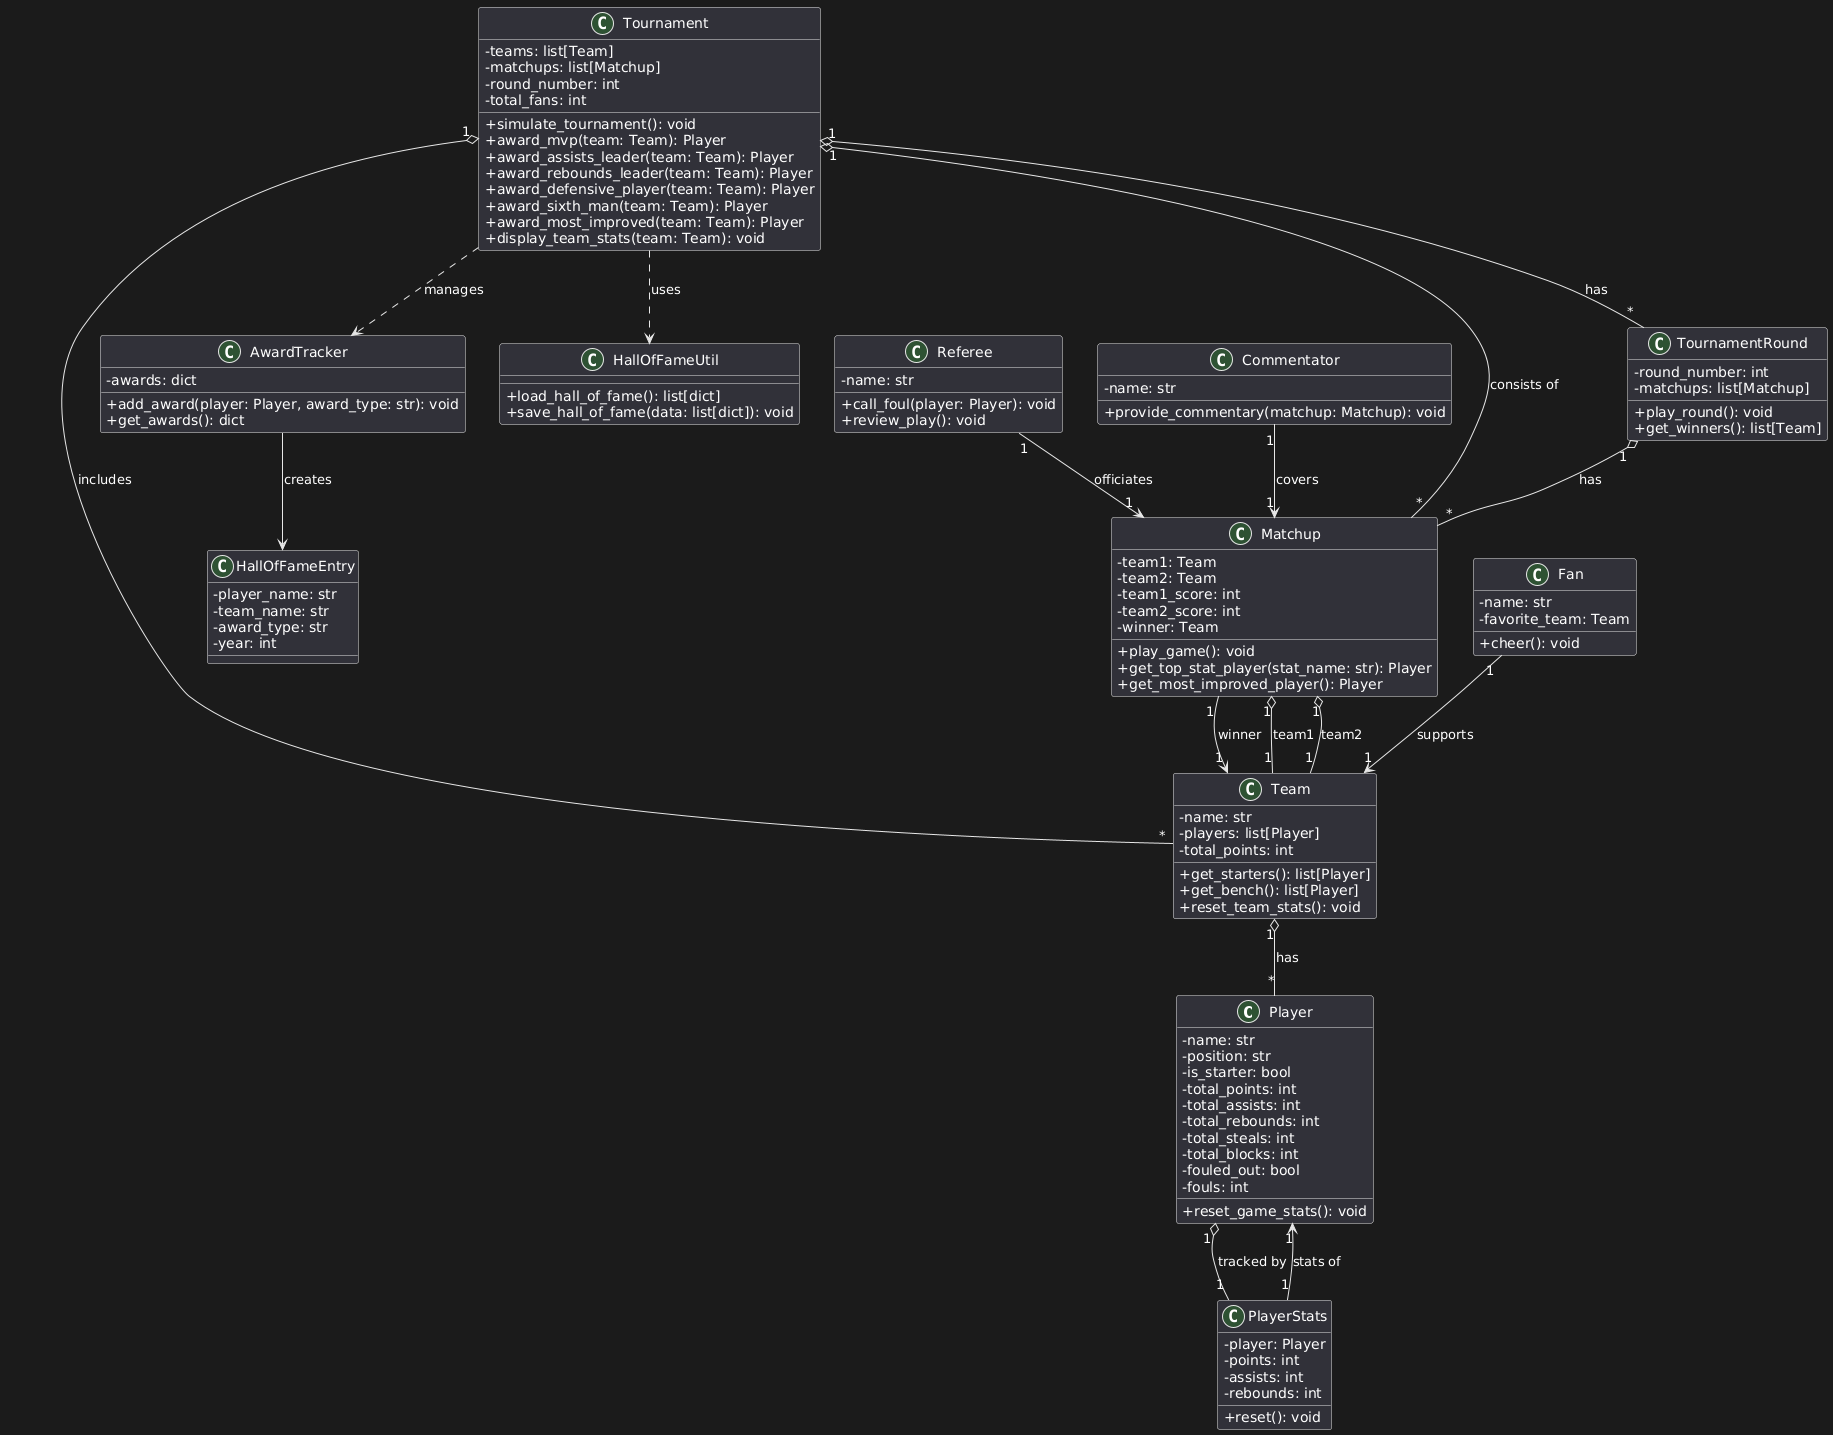 C Tournament
-teams: list[Team]
-matchups: list[Matchup]
-round_number: int
-total_fans: int
+simulate_tournament(): void
+award_mvp(team: Team): Player
+award_assists_leader(team: Team): Player
+award_rebounds_leader(team: Team): Player
+award_defensive_player(team: Team): Player
+award_sixth_man(team: Team): Player
+award_most_improved(team: Team): Player
+display_team_stats(team: Team): void
1
1
1
manages
uses
has
*
C AwardTracker
-awards: dict
+add_award(player: Player, award_type: str): void
+get_awards(): dict
C HallOfFameUtil
+load_hall_of_fame(): list[dict]
+save_hall_of_fame(data: list[dict]): void
C Referee
-name: str
+call_foul(player: Player): void
+review_play(): void
C Commentator
-name: str
+provide_commentary(matchup: Matchup): void
consists of
C TournamentRound
-round_number: int
-matchups: list[Matchup]
+play_round(): void
+get_winners(): list[Team]
includes
creates
1
officiates
1
1
covers
1
*
1
has
*
C HallOfFameEntry
-player_name: str
-team_name: str
-award_type: str
-year: int
C Matchup
-team1: Team
-team2: Team
-team1_score: int
-team2_score: int
-winner: Team
+play_game(): void
+get_top_stat_player(stat_name: str): Player
+get_most_improved_player(): Player
C Fan
-name: str
-favorite_team: Team
+cheer(): void
1
winner
1
1
team1
1
1
team2
1
1
supports
1
*
C Team
-name: str
-players: list[Player]
-total_points: int
+get_starters(): list[Player]
+get_bench(): list[Player]
+reset_team_stats(): void
1
has
*
C Player
-name: str
-position: str
-is_starter: bool
-total_points: int
-total_assists: int
-total_rebounds: int
-total_steals: int
-total_blocks: int
-fouled_out: bool
-fouls: int
+reset_game_stats(): void
1
tracked by
1
1
stats of
1
C PlayerStats
-player: Player
-points: int
-assists: int
-rebounds: int
+reset(): void